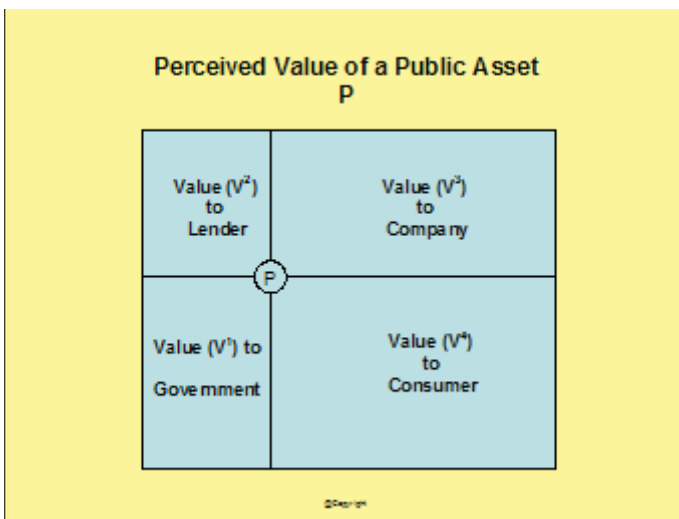 Perceived Value of a Public Asset
P
Value (V²)
to
Lender
Value (V³)
to
Company
P
Value (V¹) to
Government
Value (V⁴)
to
Consumer